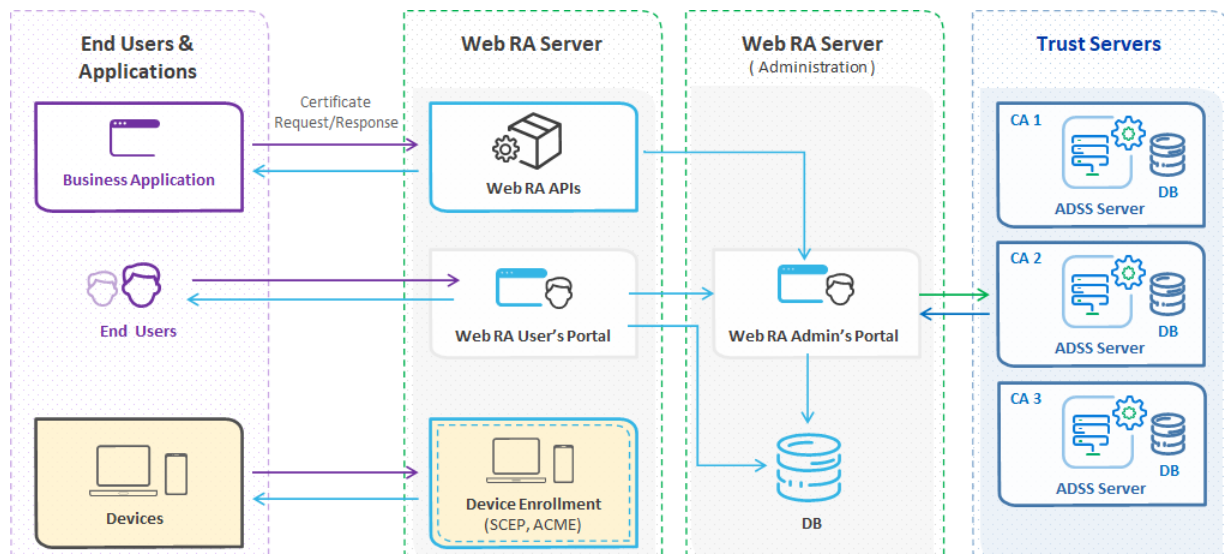 End Users &
Applications
Web RA Server
Web RA Server
( Administration )
Trust Servers
Certificate
Request/Response
Business Application
Web RA APIs
CA 1
DB
ADSS Server
End Users
Web RA User's Portal
Web RA Admin's Portal
CA 2
DB
ADSS Server
Devices
Device Enrollment
(SCEP, ACME)
DB
CA 3
DB
ADSS Server